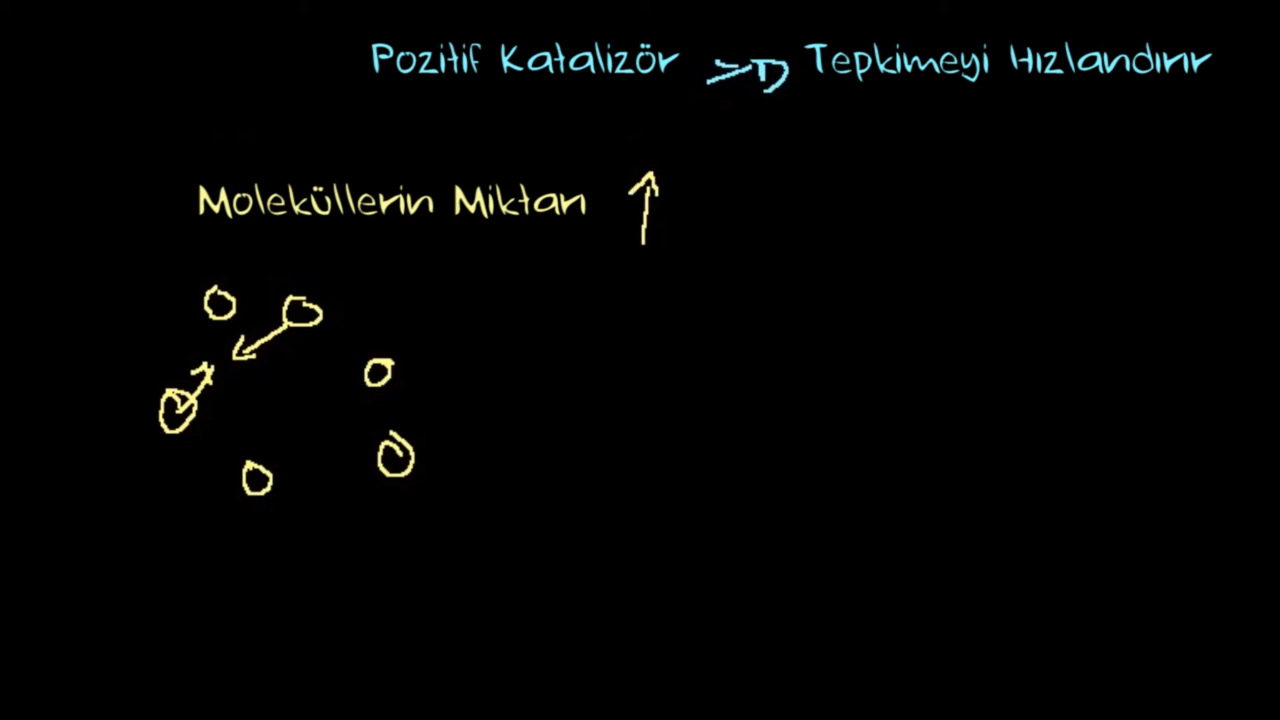 Pozitif Katalizör => Tepkimeyi Hızlandırır
Moleküllerin Miktarı ↑